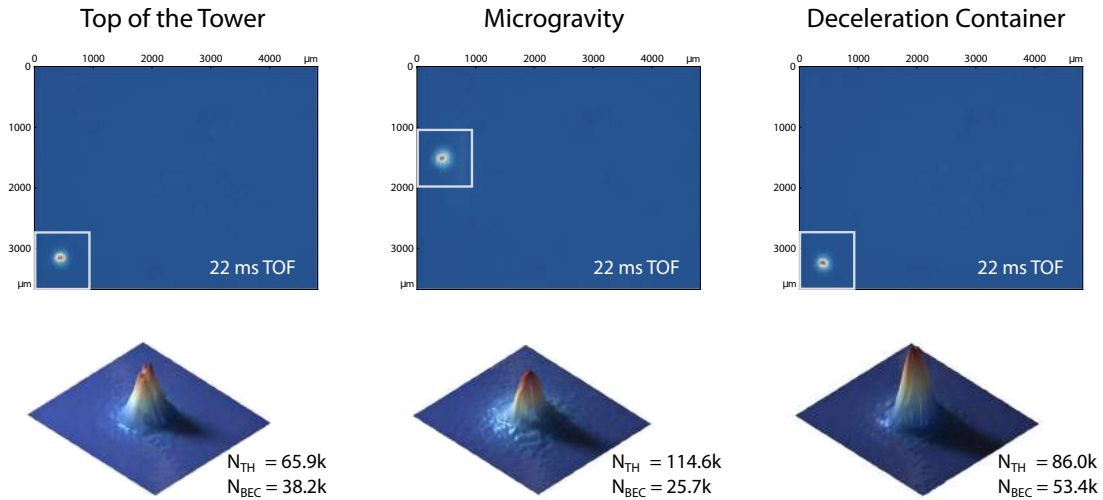 Top of the Tower
Microgravity
Deceleration Container
0 1000 2000 3000 4000 µm
0 1000 2000 3000 4000 µm
0 1000 2000 3000 4000 µm
0
1000
2000
3000
µm
22 ms TOF
0
1000
2000
3000
µm
22 ms TOF
0
1000
2000
3000
µm
22 ms TOF
N_TH = 65.9k
N_BEC = 38.2k
N_TH = 114.6k
N_BEC = 25.7k
N_TH = 86.0k
N_BEC = 53.4k